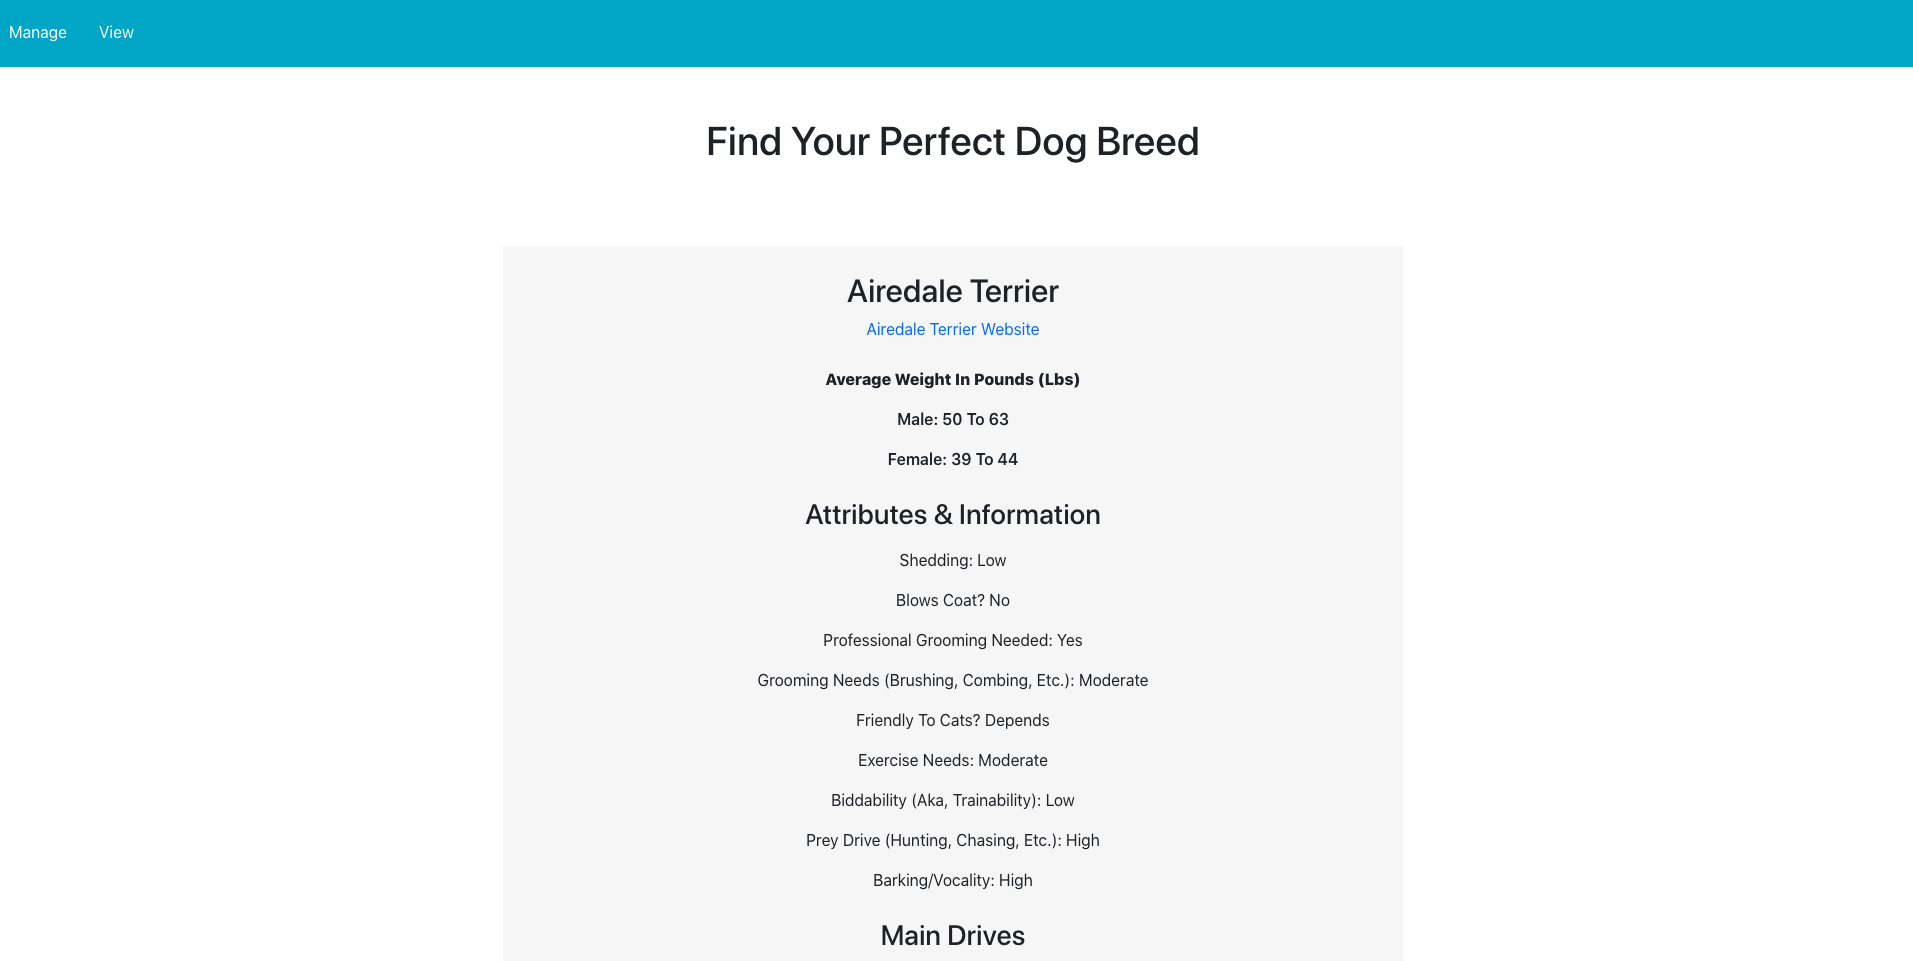 Manage View
Find Your Perfect Dog Breed
Airedale Terrier
Airedale Terrier Website
Average Weight In Pounds (Lbs)
Male: 50 To 63
Female: 39 To 44
Attributes & Information
Shedding: Low
Blows Coat? No
Professional Grooming Needed: Yes
Grooming Needs (Brushing, Combing, Etc.): Moderate
Friendly To Cats? Depends
Exercise Needs: Moderate
Biddability (Aka, Trainability): Low
Prey Drive (Hunting, Chasing, Etc.): High
Barking/Vocality: High
Main Drives